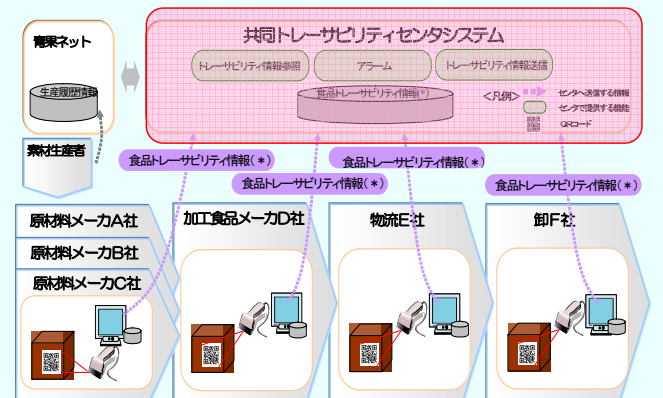 青果ネット
生産履歴情報
素材生産者
共同トレーサビリティセンタシステム
トレーサビリティ情報参照
アラーム
トレーサビリティ情報送信
食品トレーサビリティ情報(*)
<凡例>
センタへ送信する情報
センタで提供する機能
QRコード
食品トレーサビリティ情報(*)
食品トレーサビリティ情報(*)
食品トレーサビリティ情報(*)
食品トレーサビリティ情報(*)
原材料メーカA社
原材料メーカB社
原材料メーカC社
加工食品メーカD社
物流E社
卸F社